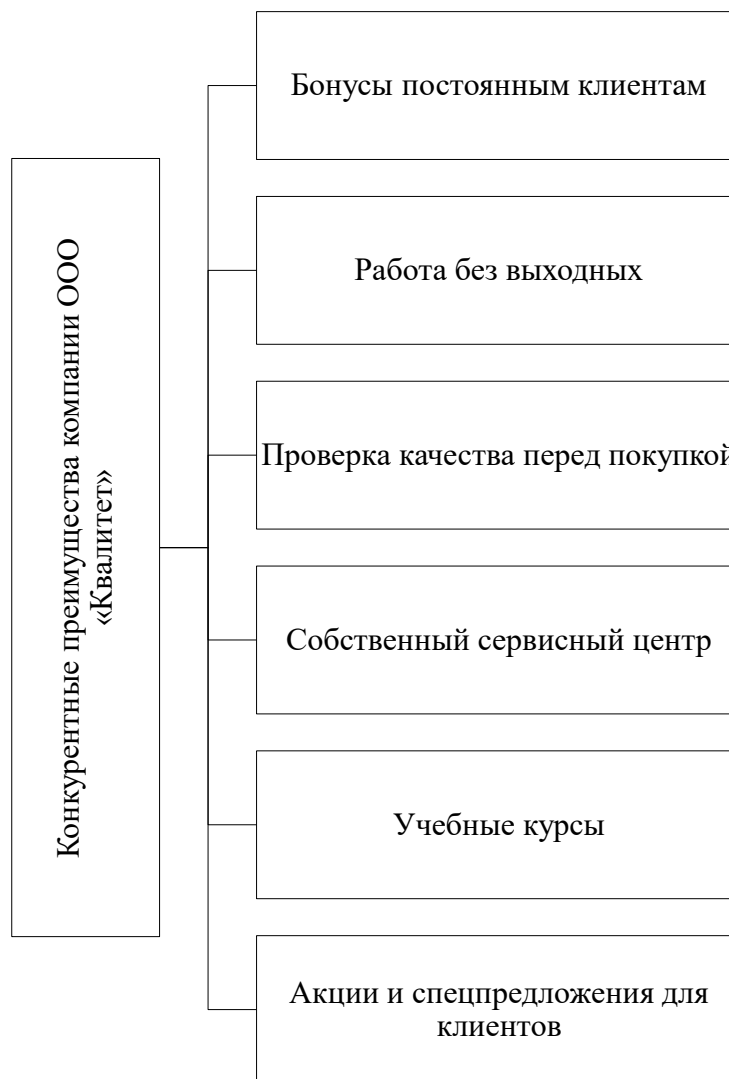 Конкурентные преимущества компании ООО
«Квалитет»
Бонусы постоянным клиентам
Работа без выходных
Проверка качества перед покупкой
Собственный сервисный центр
Учебные курсы
Акции и спецпредложения для
клиентов